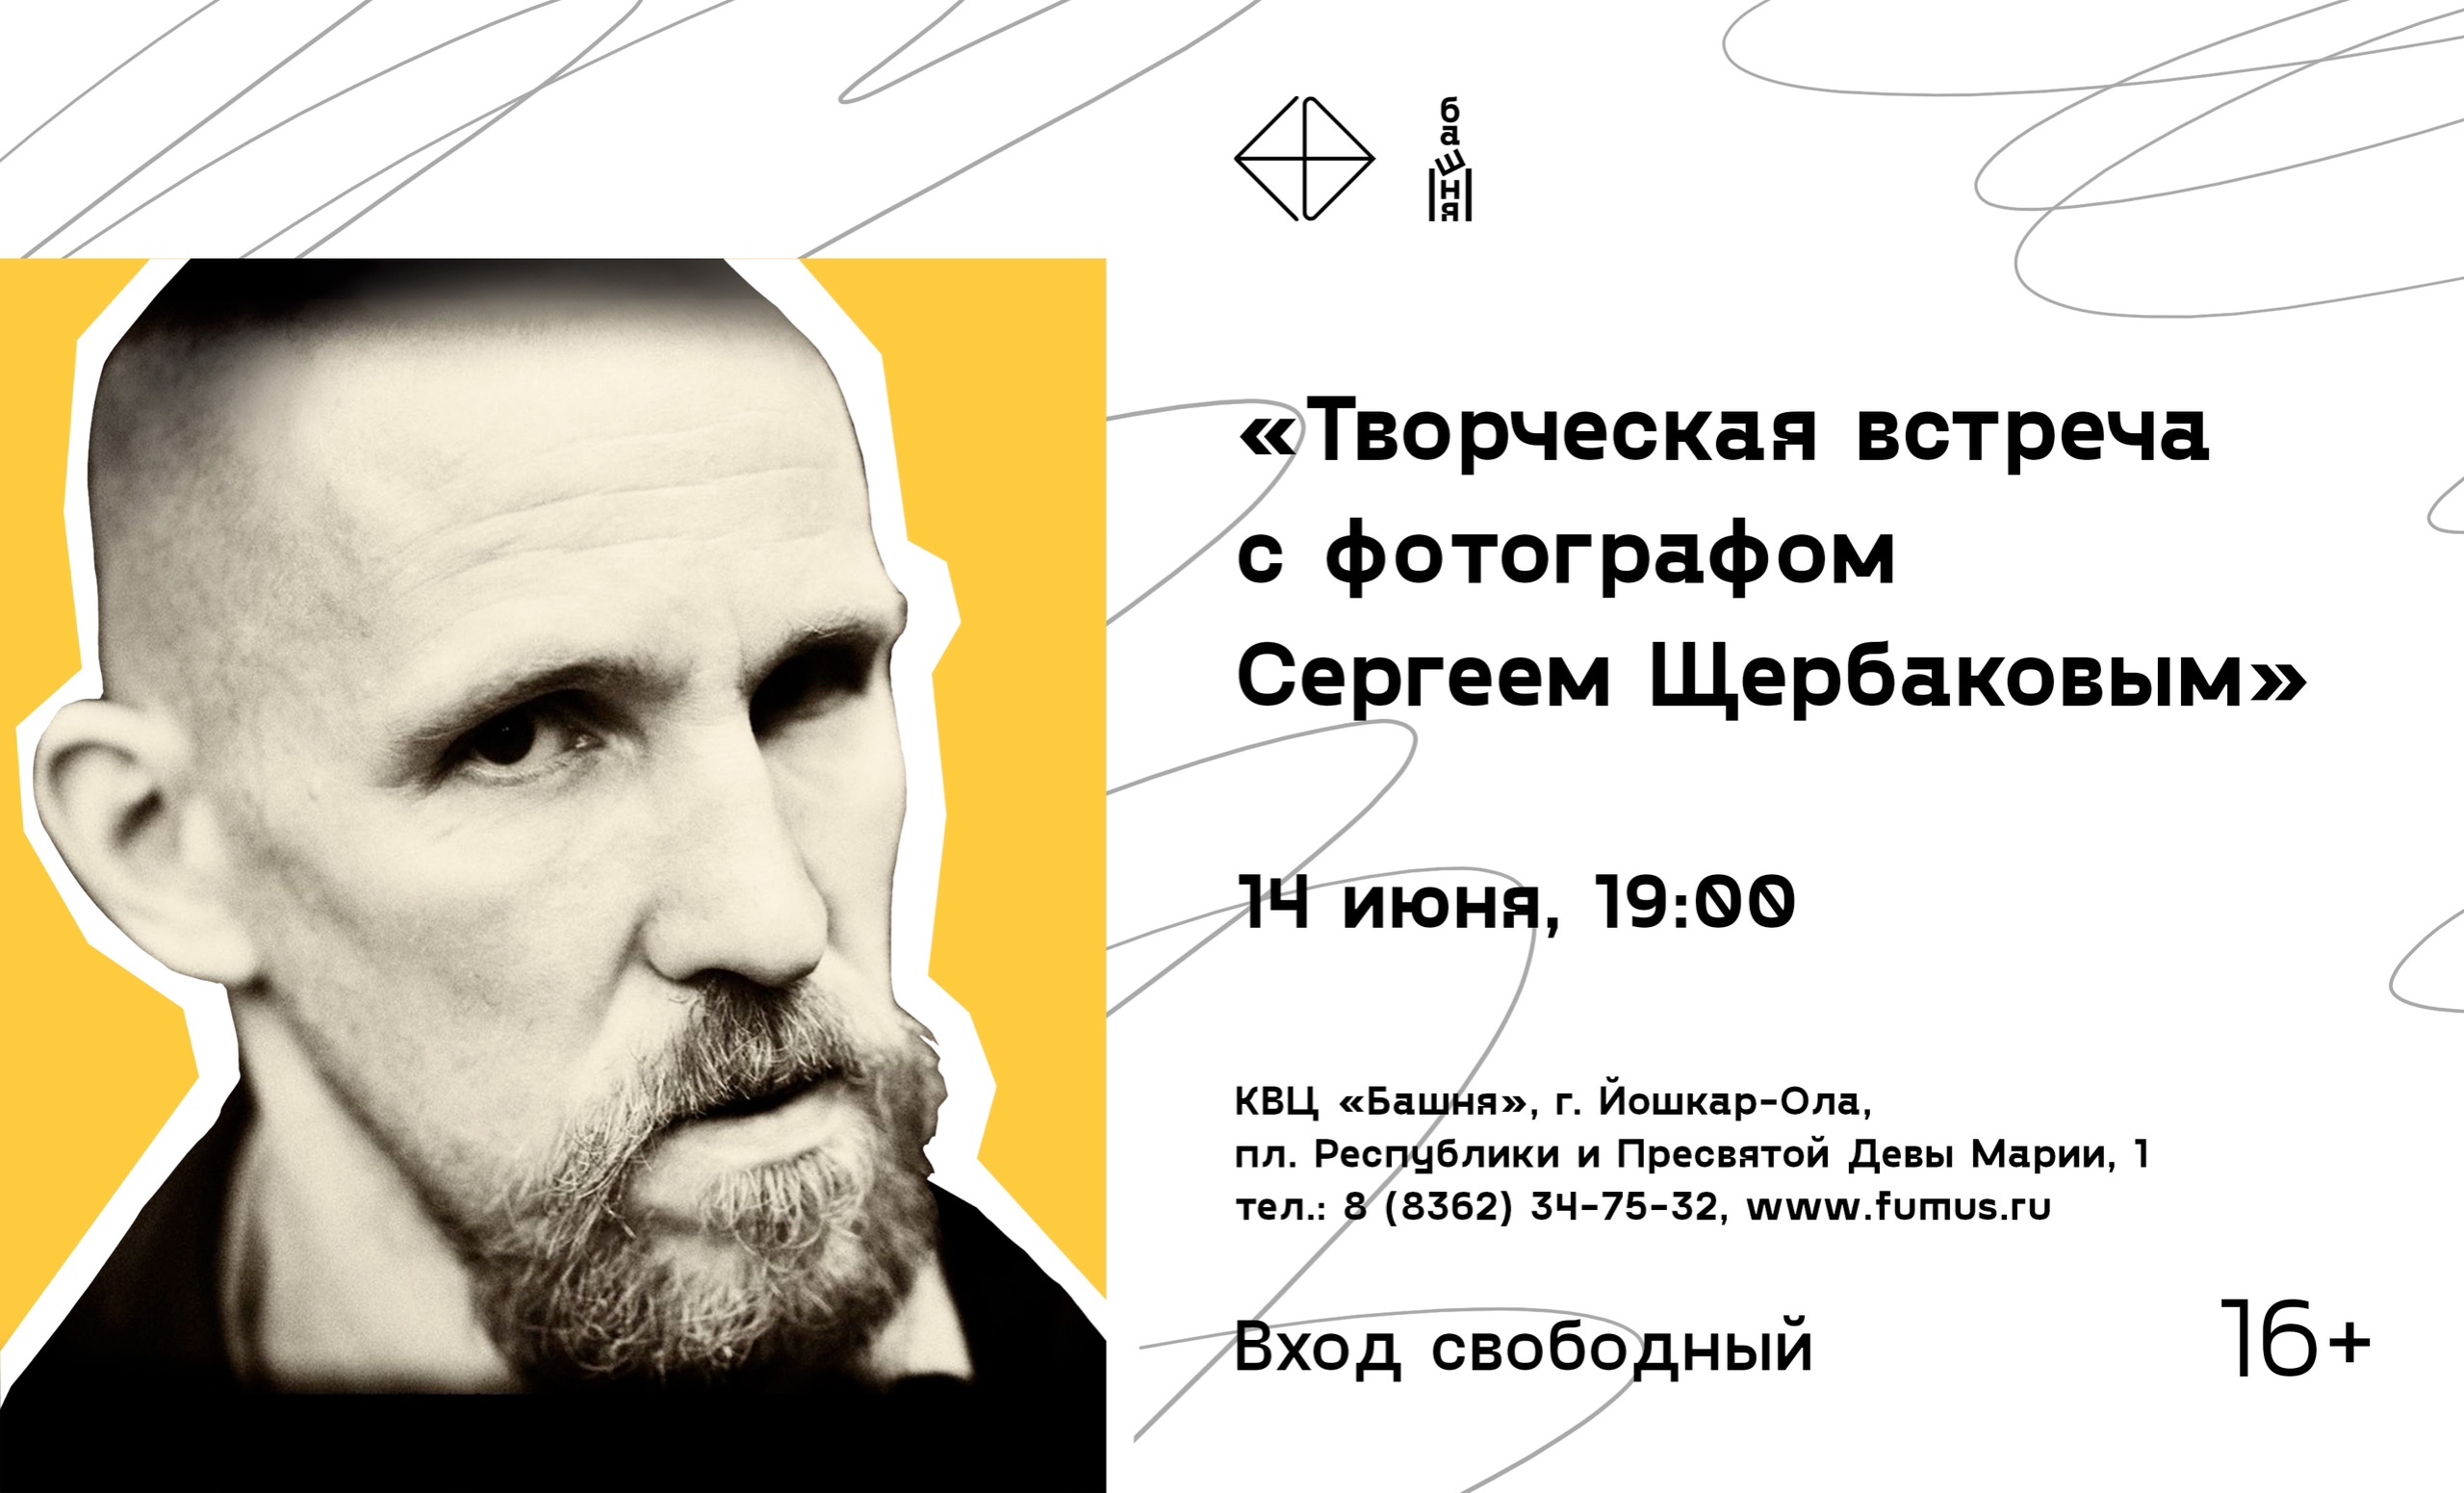 башня
«Творческая встреча
с фотографом
Сергеем Щербаковым»
14 июня, 19:00
КВЦ «Башня», г. Йошкар-Ола,
пл. Республики и Пресвятой Девы Марии, 1
тел.: 8 (8362) 34-75-32, www.fumus.ru
Вход свободный
16+